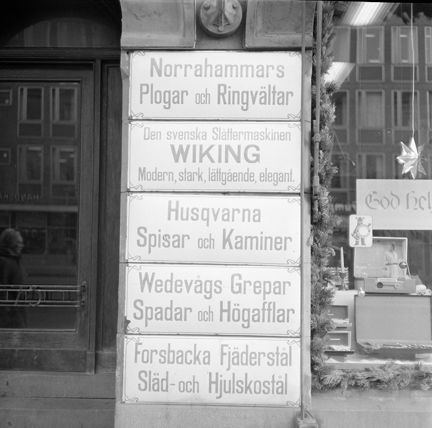 Norrahammars
Plogar och Ringvältar
Den svenska Slåttermaskinen
WIKING
Modern, stark, lättgående, elegant.
Husqvarna
Spisar och Kaminer.
Wedevågs Grepar
Spadar och Högafflar
Forsbacka Fjäderstål
Släd- och Hjulskostål
God